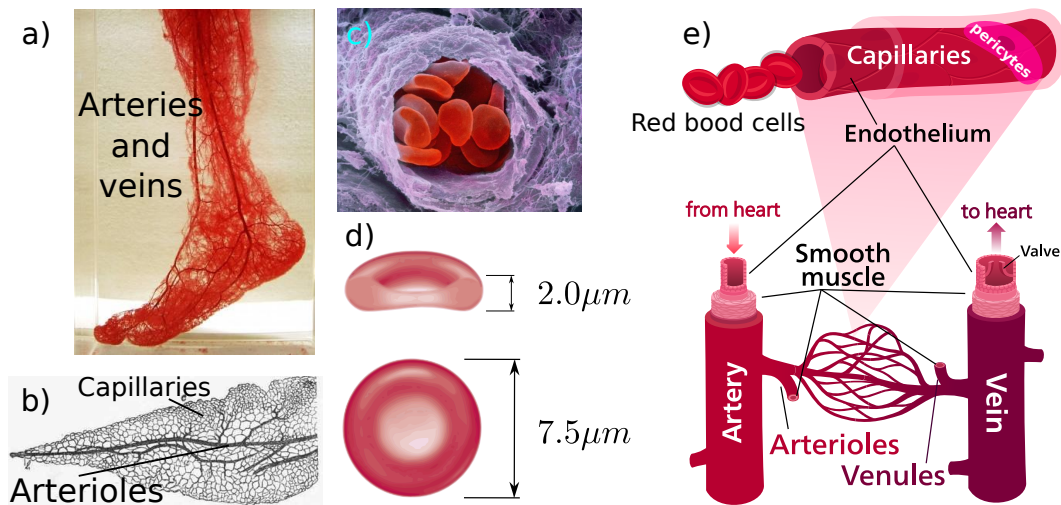 a)
Arteries
and
veins
b)
Capillaries
Arterioles
c)
d)
2.0μm
7.5μm
e)
Capillaries
pericytes
Red bood cells
Endothelium
from heart
to heart
Smooth
muscle
Valve
Artery
Vein
Arterioles
Venules